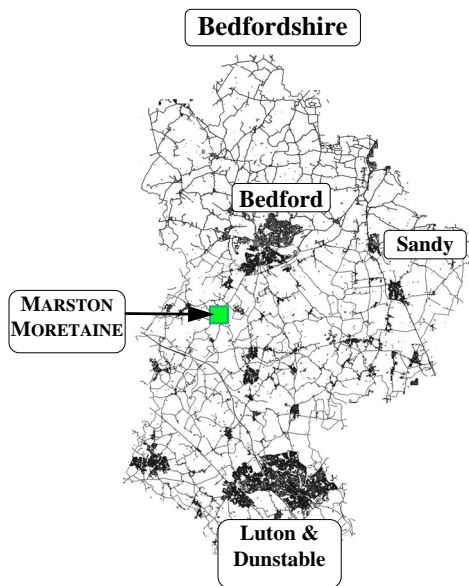 Bedfordshire
Bedford
Sandy
MARSTON
MORETAINE
Luton &
Dunstable